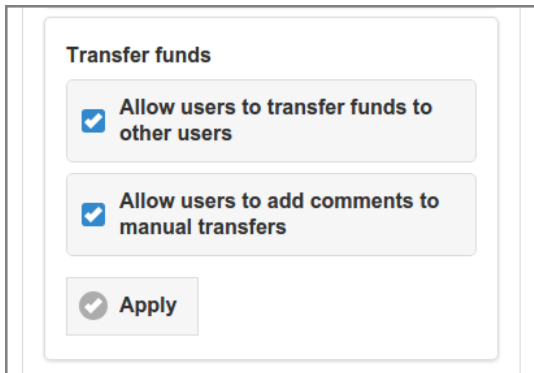 Transfer funds
Allow users to transfer funds to
other users
Allow users to add comments to
manual transfers
Apply